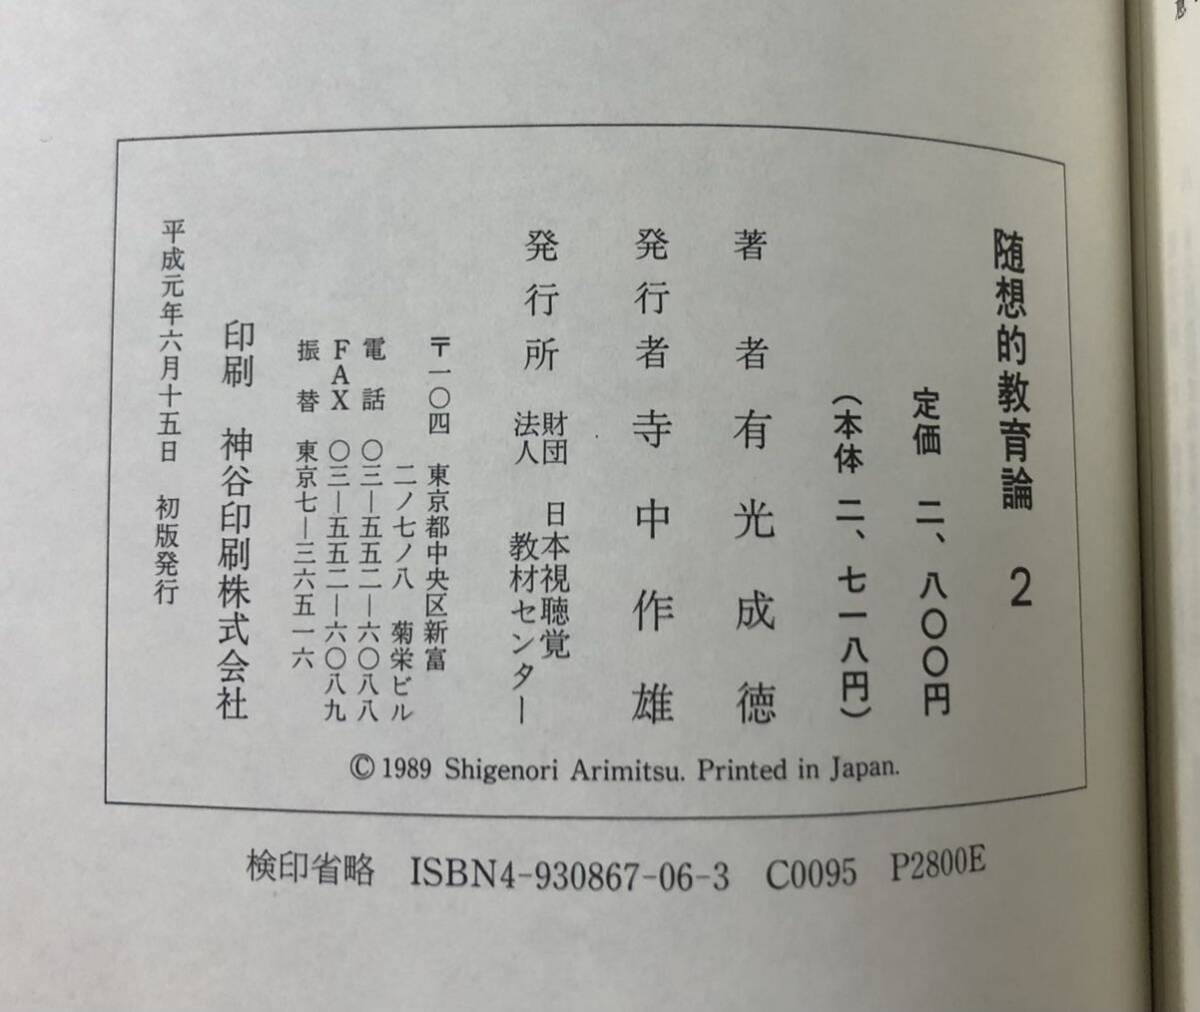 随想的教育論 2
定価 二、八〇〇円
(本体 二、七一八円)
著者 有光成徳
発行者 寺中作雄
発行所 財団法人 日本視聴覚教材センター
〒一〇四 東京都中央区新富
二ノ七ノ八 菊栄ビル
電話 〇三―五五二―六〇八八
FAX 〇三―五五二―六〇八九
振替 東京七―三六五一六
印刷 神谷印刷株式会社
平成元年六月十五日 初版発行
© 1989 Shigenori Arimitsu. Printed in Japan.
検印省略 ISBN4-930867-06-3 C0095 P2800E